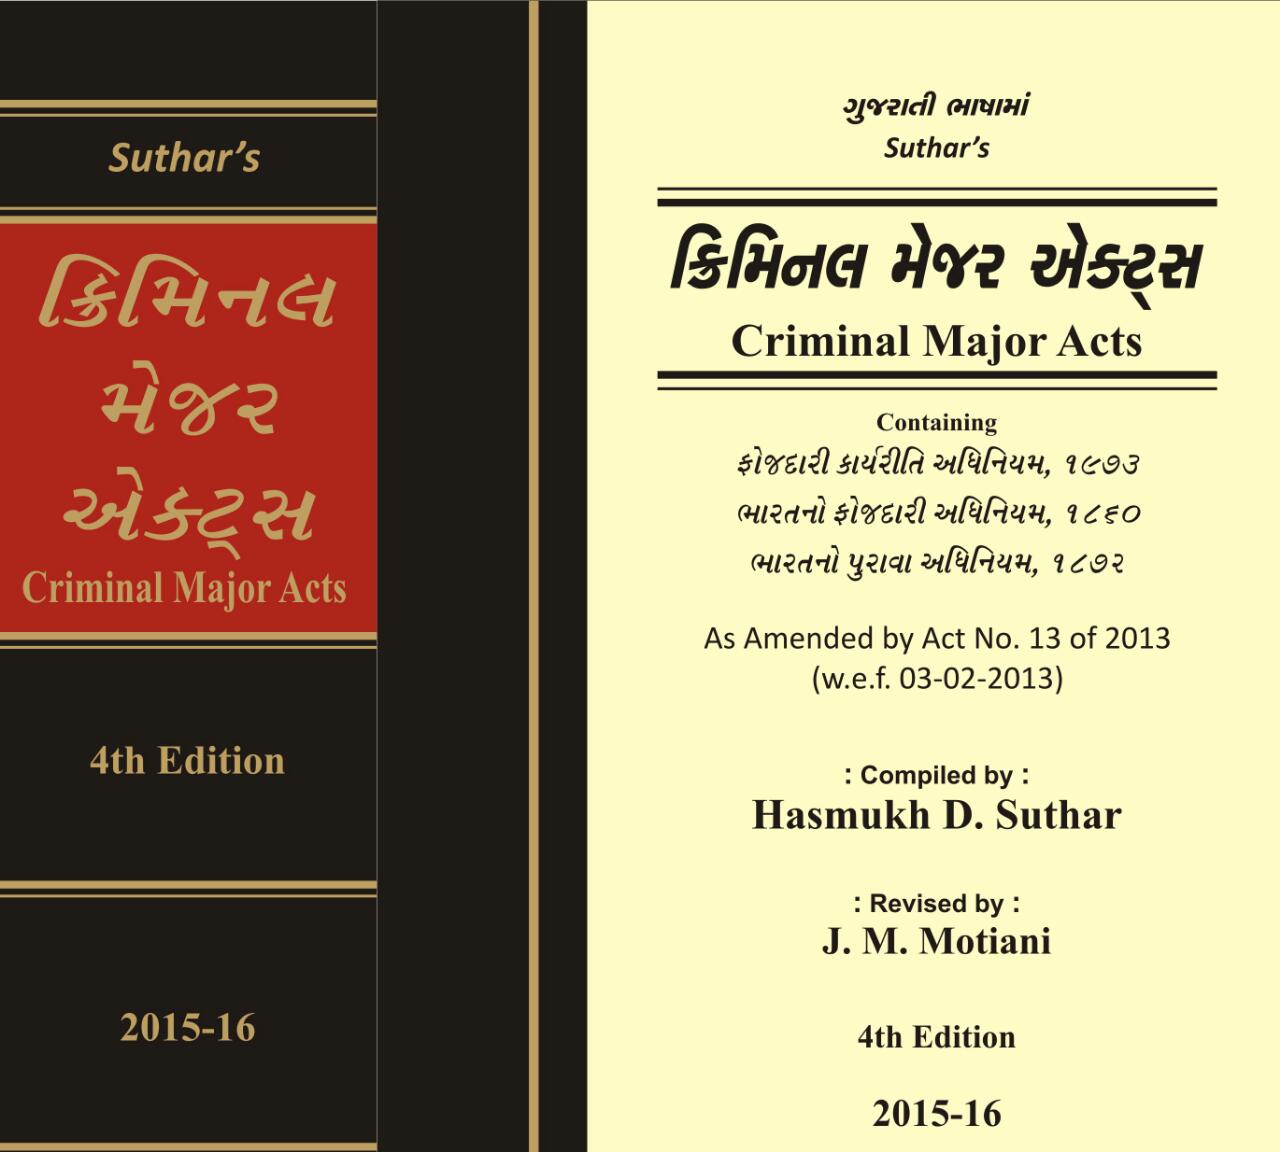 Suthar’s
ક્રિમિનલ
મેજર
એક્ટ્સ
Criminal Major Acts
4th Edition
2015-16
ગુજરાતી ભાષામાં
Suthar’s
ક્રિમિનલ મેજર એક્ટ્સ
Criminal Major Acts
Containing
ફોજદારી કાર્યરીતિ અધિનિયમ, ૧૯૭૩
ભારતનો ફોજદારી અધિનિયમ, ૧૮૬૦
ભારતનો પુરાવા અધિનિયમ, ૧૮૭૨
As Amended by Act No. 13 of 2013
(w.e.f. 03-02-2013)
: Compiled by :
Hasmukh D. Suthar
: Revised by :
J. M. Motiani
4th Edition
2015-16